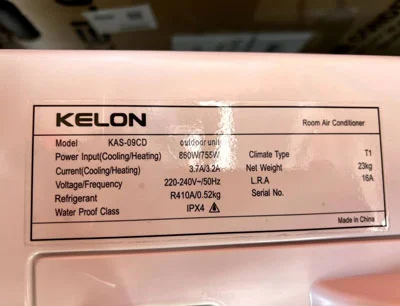 KELON
Room Air Conditioner
Model KAS-09CD outdoor unit
Power Input(Cooling/Heating) 860W/755W Climate Type T1
Current(Cooling/Heating) 3.7A/3.2A Net Weight 23kg
Voltage/Frequency 220-240V~/50Hz L.R.A 16A
Refrigerant R410A/0.52kg Serial No.
Water Proof Class IPX4
Made in China